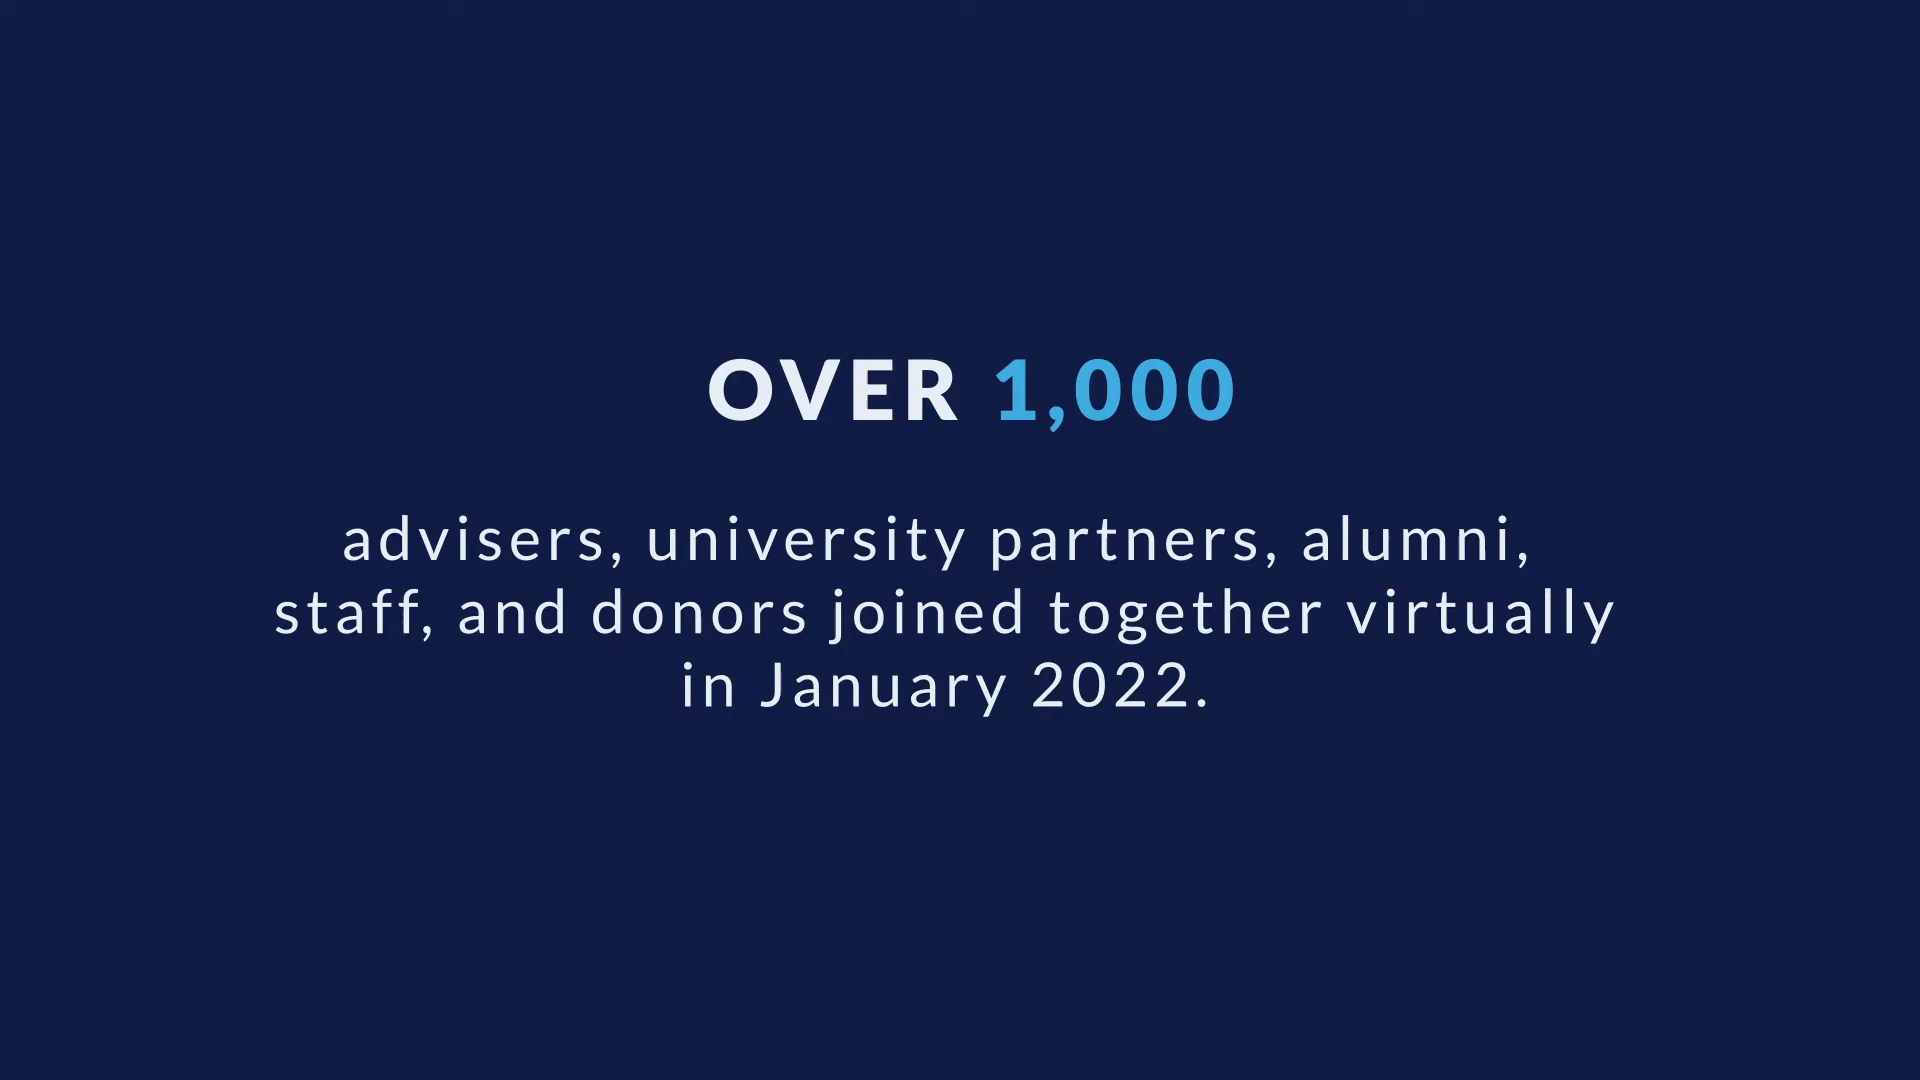 OVER 1,000
advisers, university partners, alumni,
staff, and donors joined together virtually
in January 2022.